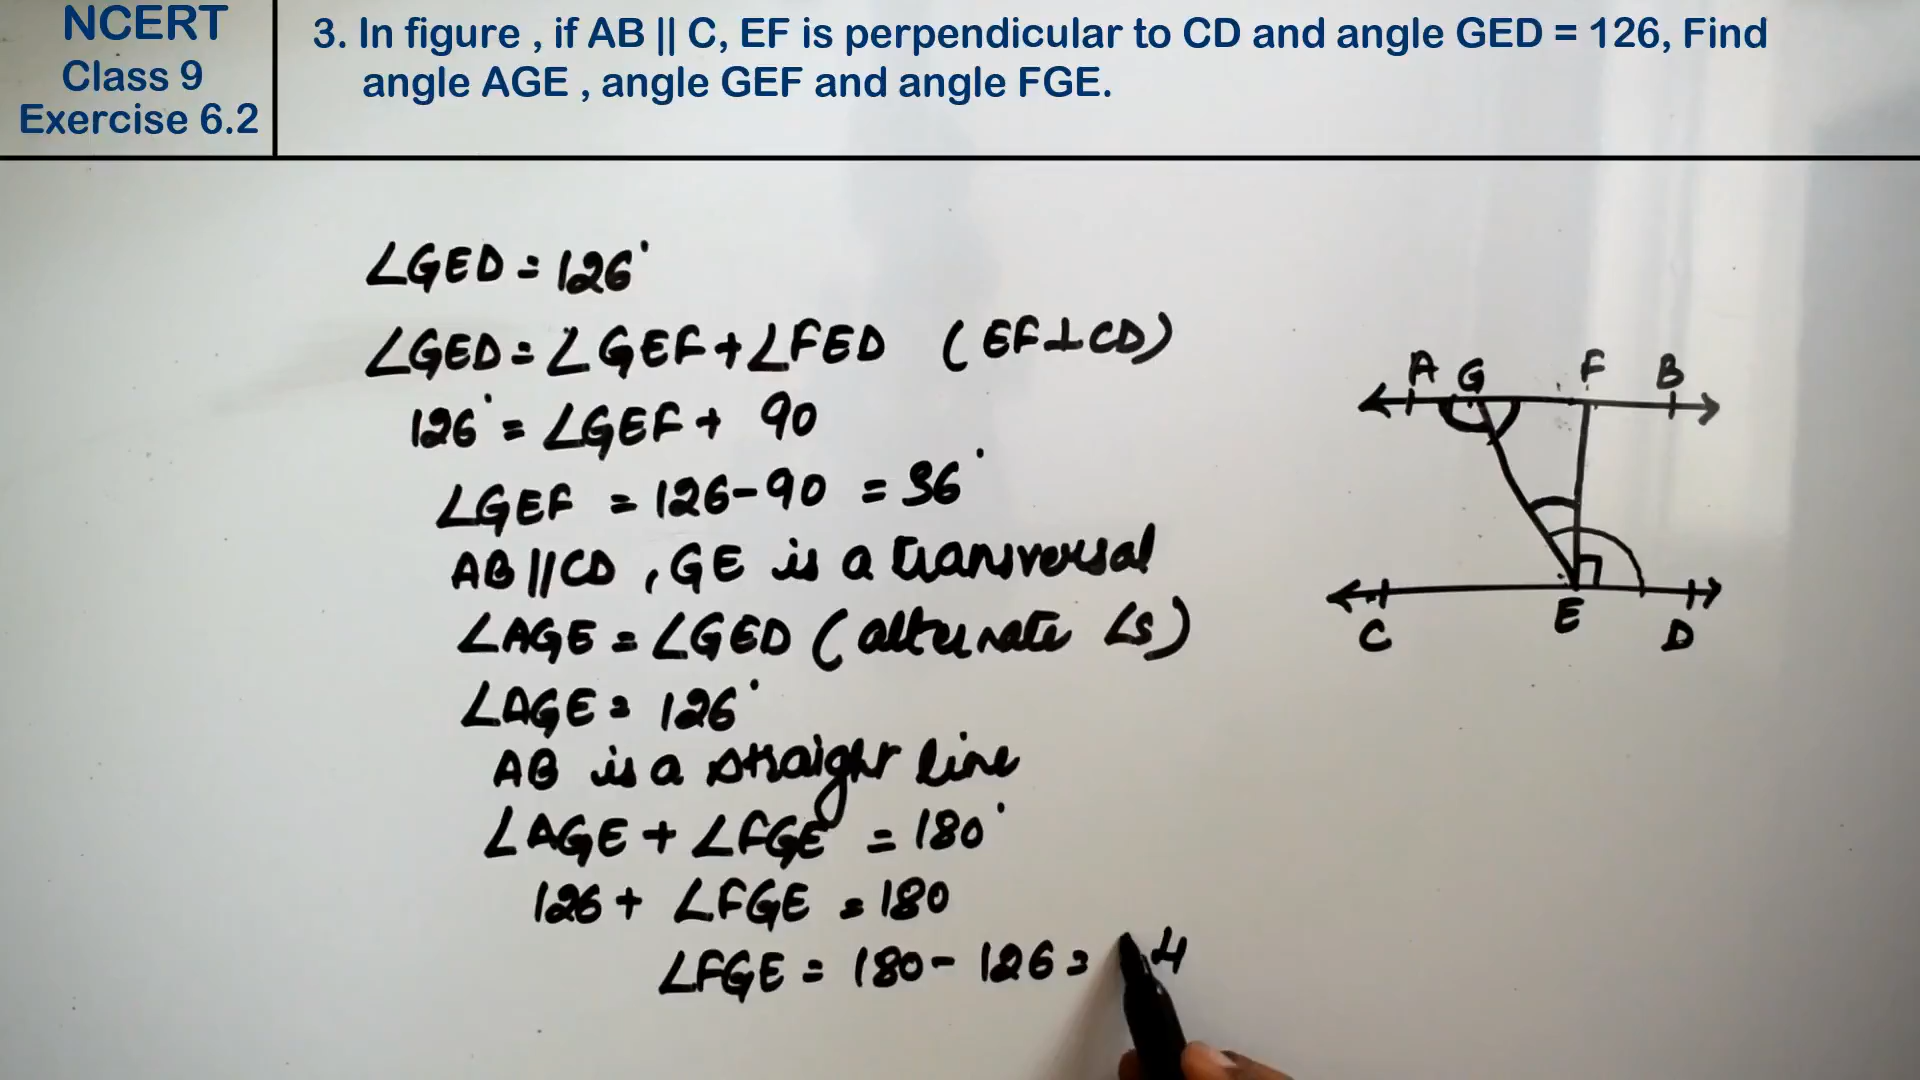 NCERT
Class 9
Exercise 6.2
3. In figure , if AB || C, EF is perpendicular to CD and angle GED = 126, Find
angle AGE , angle GEF and angle FGE.
∠GED = 126°
∠GED = ∠GEF + ∠FED (EF⊥CD)
126° = ∠GEF + 90
∠GEF = 126-90 = 36°
AB||CD , GE is a transversal
∠AGE = ∠GED (alternate ∠s)
∠AGE = 126°
AB is a straight line
∠AGE + ∠FGE = 180°
126 + ∠FGE = 180
∠FGE = 180 - 126 = 4
A G F B
C E D